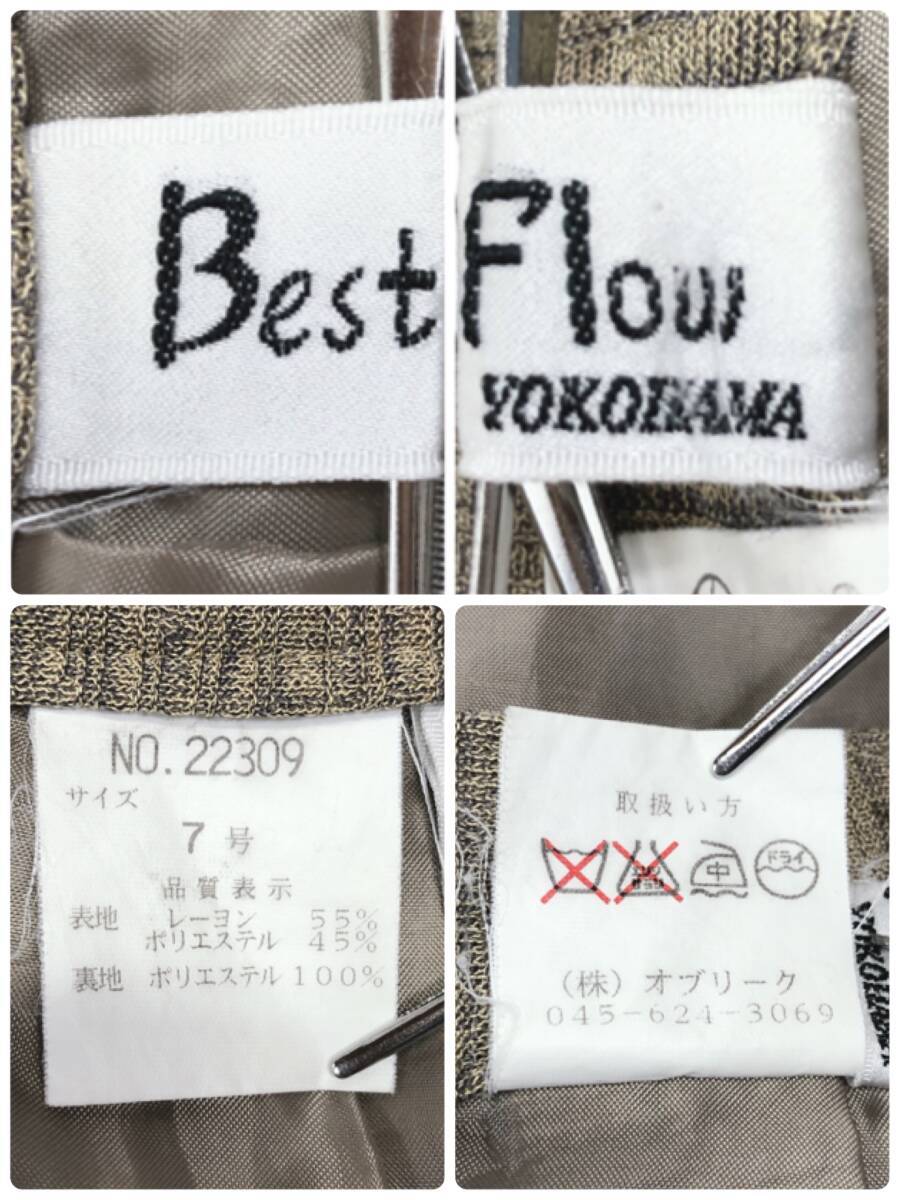 Best Flow
YOKOHAMA
NO.22309
サイズ
7号
品質表示
表地 レーヨン 55%
ポリエステル 45%
裏地 ポリエステル 100%
取扱い方
中
ドライ
(株)オブリーク
045-624-3069